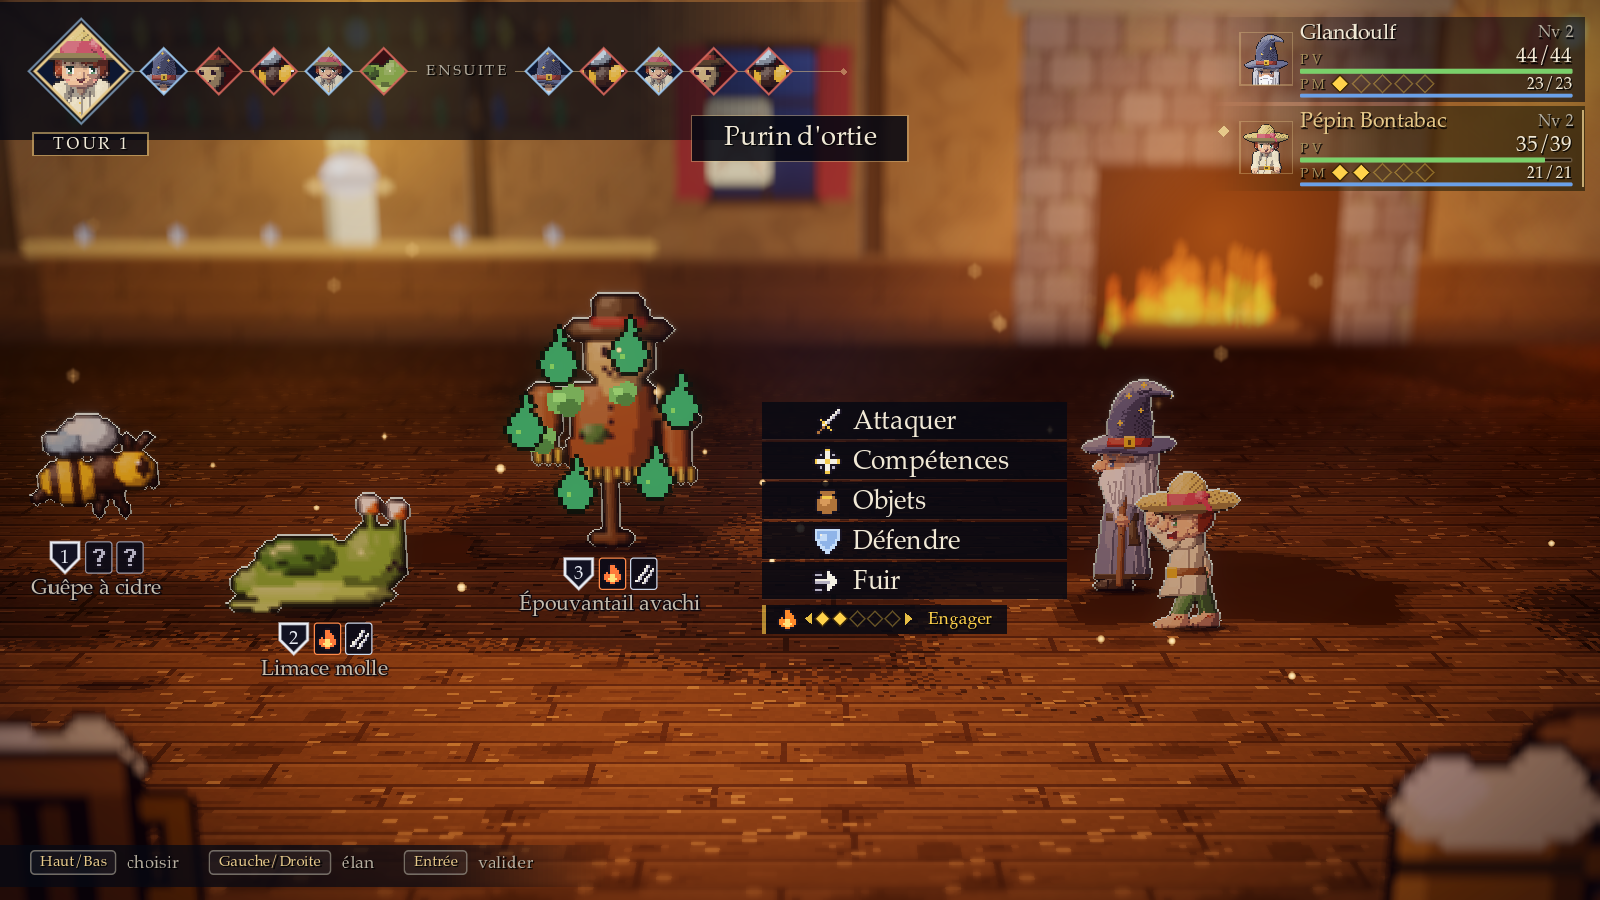 ENSUITE
TOUR 1
Purin d'ortie
Glandoulf Nv 2
PV 44/44
PM 23/23
Pépin Bontabac Nv 2
PV 35/39
PM 21/21
Attaquer
Compétences
Objets
Défendre
Fuir
Engager
1 ? ?
Guêpe à cidre
2
Limace molle
3
Épouvantail avachi
Haut/Bas choisir Gauche/Droite élan Entrée valider